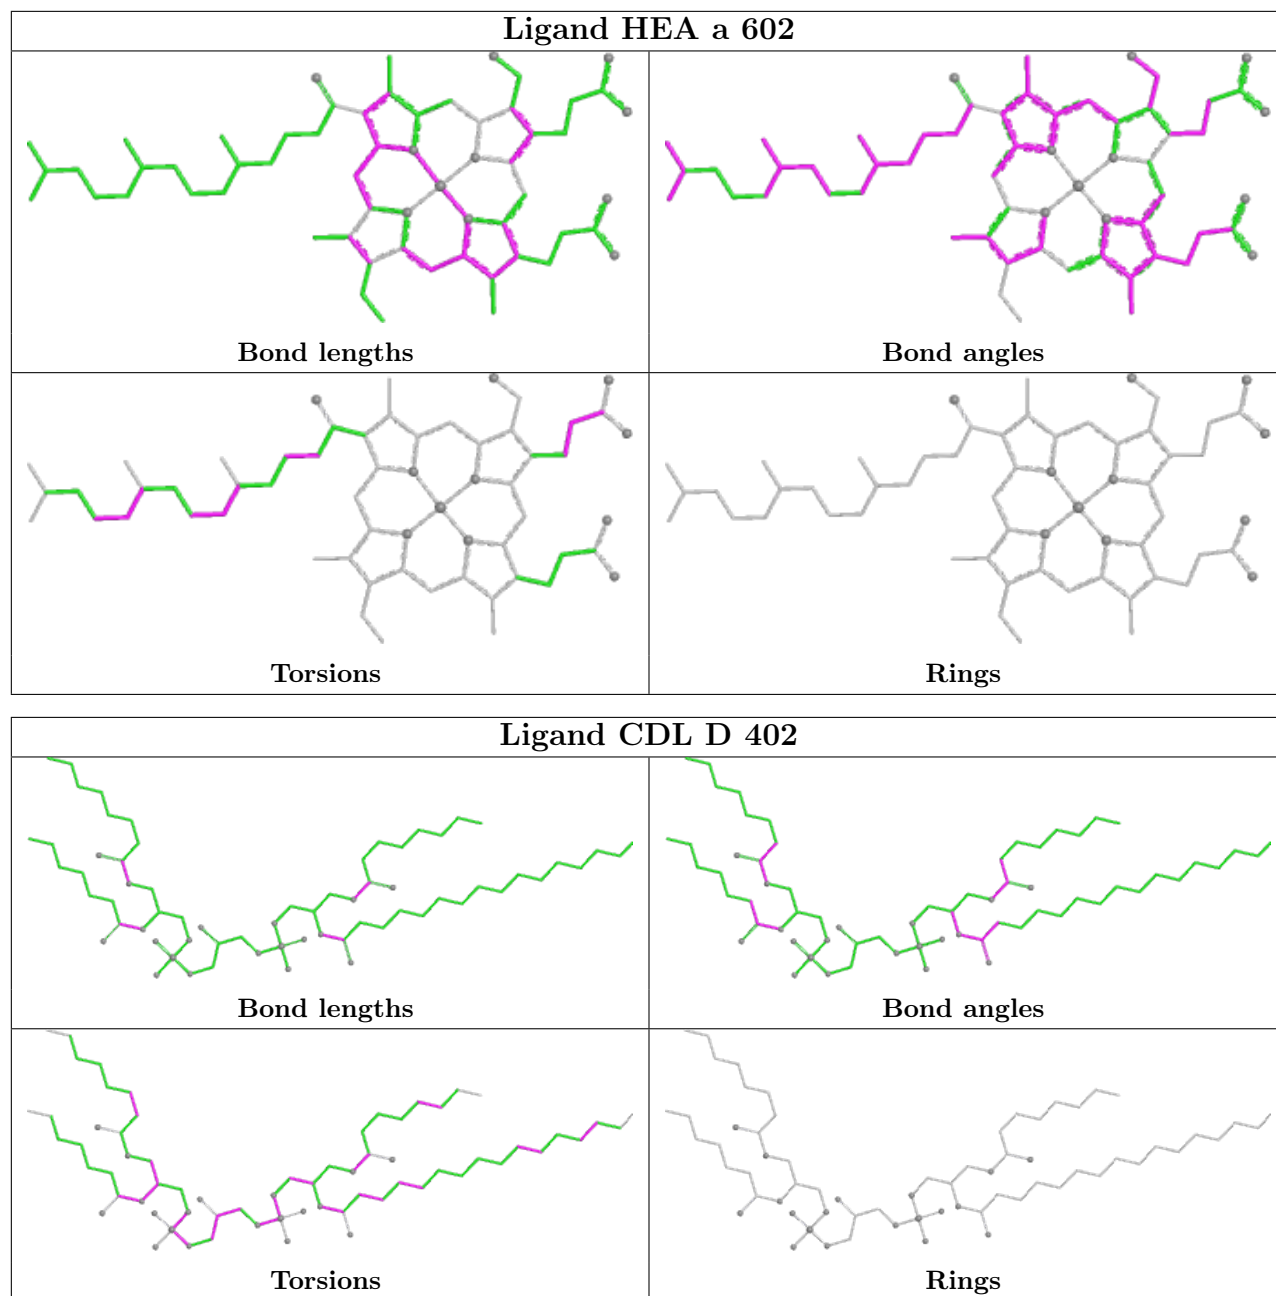 Ligand HEA a 602
Bond lengths
Bond angles
Torsions
Rings
Ligand CDL D 402
Bond lengths
Bond angles
Torsions
Rings